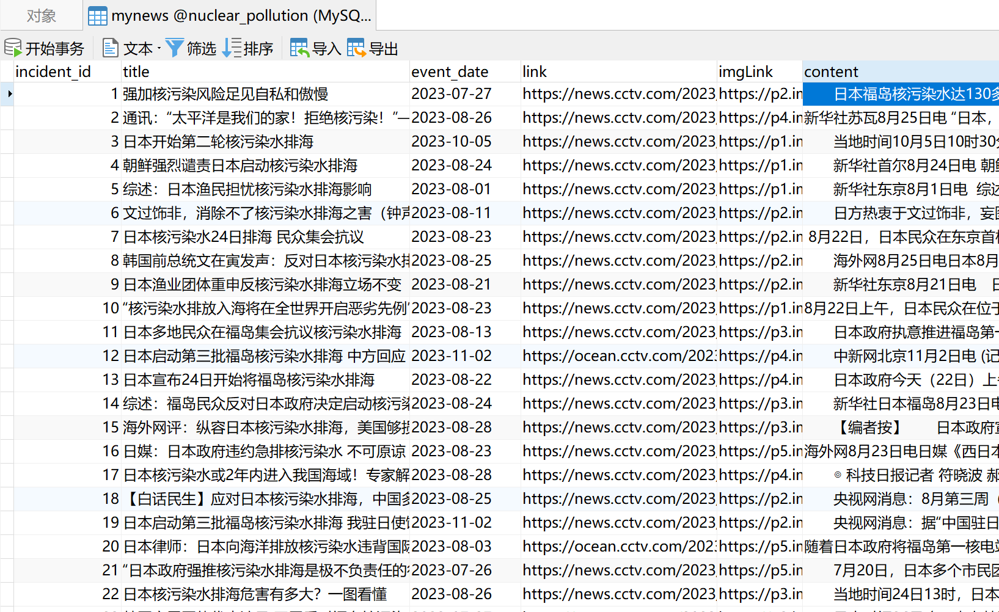 对象 mynews @nuclear_pollution (MySQ...
开始事务 文本 筛选 排序 导入 导出
incident_id title event_date link imgLink content
1 强加核污染风险足见自私和傲慢 2023-07-27 https://news.cctv.com/2023, https://p2.in 日本福岛核污染水达130多
2 通讯：“太平洋是我们的家！拒绝核污染！”— 2023-08-26 https://news.cctv.com/2023, https://p4.in 新华社苏瓦8月25日电 “日本，
3 日本开始第二轮核污染水排海 2023-10-05 https://news.cctv.com/2023, https://p1.in 当地时间10月5日10时30分
4 朝鲜强烈谴责日本启动核污染水排海 2023-08-24 https://news.cctv.com/2023, https://p1.in 新华社首尔8月24日电 朝鲜
5 综述：日本渔民担忧核污染水排海影响 2023-08-01 https://news.cctv.com/2023, https://p1.in 新华社东京8月1日电 综述
6 文过饰非，消除不了核污染水排海之害（钟声 2023-08-11 https://news.cctv.com/2023, https://p2.in 日方热衷于文过饰非，妄图
7 日本核污染水24日排海 民众集会抗议 2023-08-23 https://news.cctv.com/2023, https://p2.in 8月22日，日本民众在东京首相
8 韩国前总统文在寅发声：反对日本核污染水排 2023-08-25 https://news.cctv.com/2023, https://p2.in 海外网8月25日电日本8月
9 日本渔业团体重申反核污染水排海立场不变 2023-08-21 https://news.cctv.com/2023, https://p2.in 新华社东京8月21日电 日
10 “核污染水排放入海将在全世界开启恶劣先例” 2023-08-23 https://news.cctv.com/2023, https://p1.in 8月22日上午，日本民众在位于
11 日本多地民众在福岛集会抗议核污染水排海 2023-08-13 https://news.cctv.com/2023, https://p3.in 日本政府执意推进福岛第一
12 日本启动第三批福岛核污染水排海 中方回应 2023-11-02 https://ocean.cctv.com/2023 https://p4.in 中新网北京11月2日电 (记
13 日本宣布24日开始将福岛核污染水排海 2023-08-22 https://news.cctv.com/2023, https://p4.in 日本政府今天（22日）上午
14 综述：福岛民众反对日本政府决定启动核污染 2023-08-24 https://news.cctv.com/2023, https://p3.in 新华社日本福岛8月23日电
15 海外网评：纵容日本核污染水排海，美国够损 2023-08-28 https://news.cctv.com/2023, https://p3.in 【编者按】 日本政府宣
16 日媒：日本政府违约急排核污染水 不可原谅 2023-08-23 https://news.cctv.com/2023, https://p5.in 海外网8月23日电日媒《西日本
17 日本核污染水或2年内进入我国海域！专家解 2023-08-28 https://news.cctv.com/2023, https://p4.in ◎ 科技日报记者 符晓波 郝
18 【白话民生】应对日本核污染水排海，中国多 2023-08-25 https://news.cctv.com/2023, https://p2.in 央视网消息：8月第三周（
19 日本启动第三批福岛核污染水排海 我驻日使馆 2023-11-02 https://news.cctv.com/2023, https://p2.in 央视网消息：据“中国驻日
20 日本律师：日本向海洋排放核污染水违背国际 2023-08-03 https://ocean.cctv.com/2023 https://p5.in 随着日本政府将福岛第一核电站
21 “日本政府强推核污染水排海是极不负责任的行 2023-07-26 https://news.cctv.com/2023, https://p5.in 7月20日，日本多个市民团
22 日本核污染水排海危害有多大？一图看懂 2023-08-26 https://news.cctv.com/2023, https://p3.in 当地时间24日13时，日本